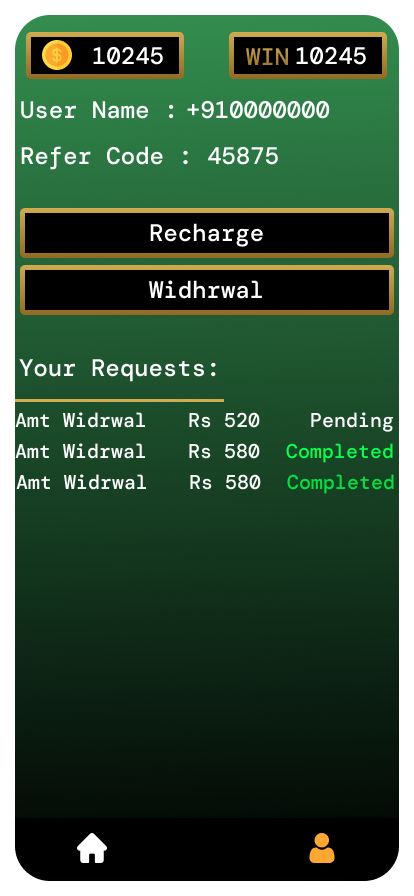 10245 WIN 10245
User Name : +910000000
Refer Code : 45875
Recharge
Widhrwal
Your Requests:
Amt Widrwal Rs 520 Pending
Amt Widrwal Rs 580 Completed
Amt Widrwal Rs 580 Completed